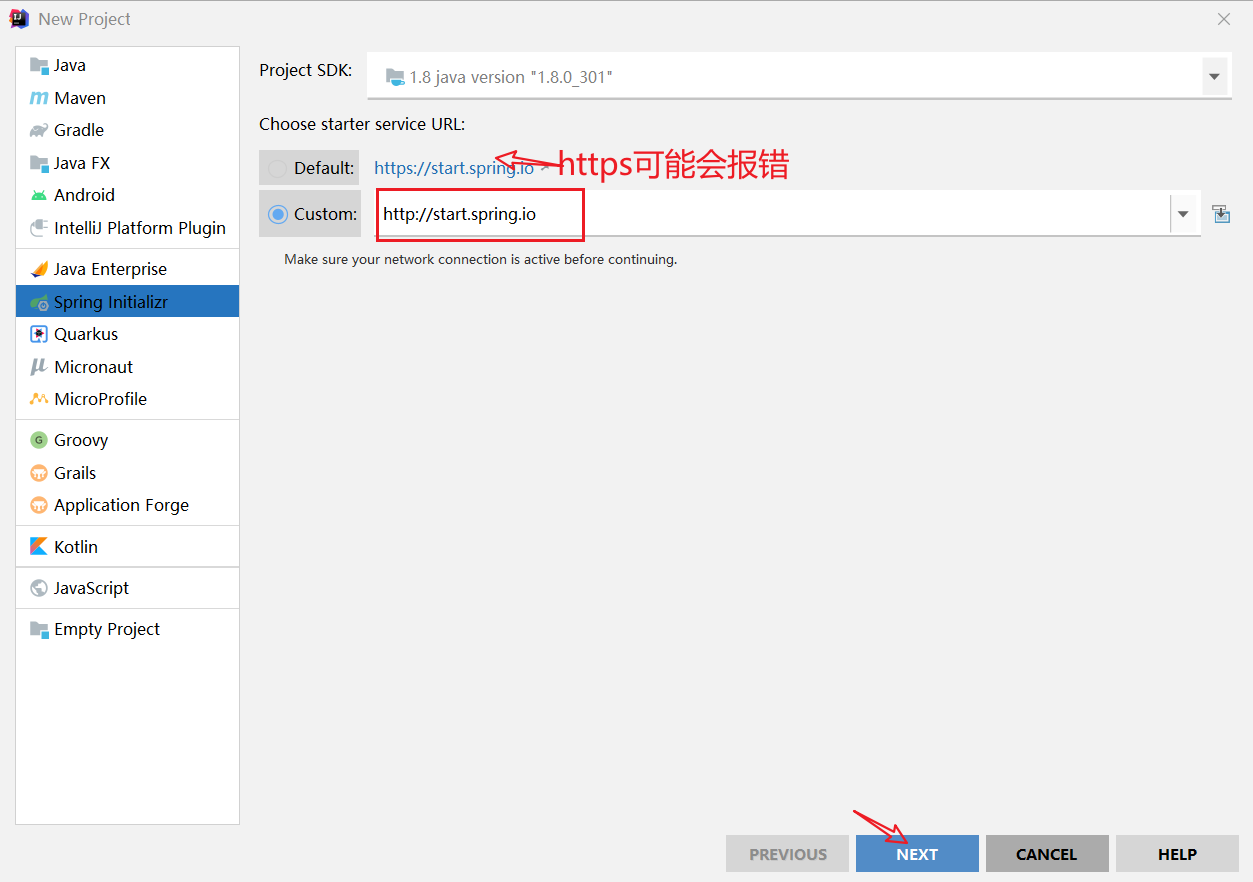 New Project
Java
Maven
Gradle
Java FX
Android
IntelliJ Platform Plugin
Java Enterprise
Spring Initializr
Quarkus
Micronaut
MicroProfile
Groovy
Grails
Application Forge
Kotlin
JavaScript
Empty Project
Project SDK: 1.8 java version "1.8.0_301"
Choose starter service URL:
Default: https://start.spring.io https可能会报错
Custom: http://start.spring.io
Make sure your network connection is active before continuing.
PREVIOUS NEXT CANCEL HELP